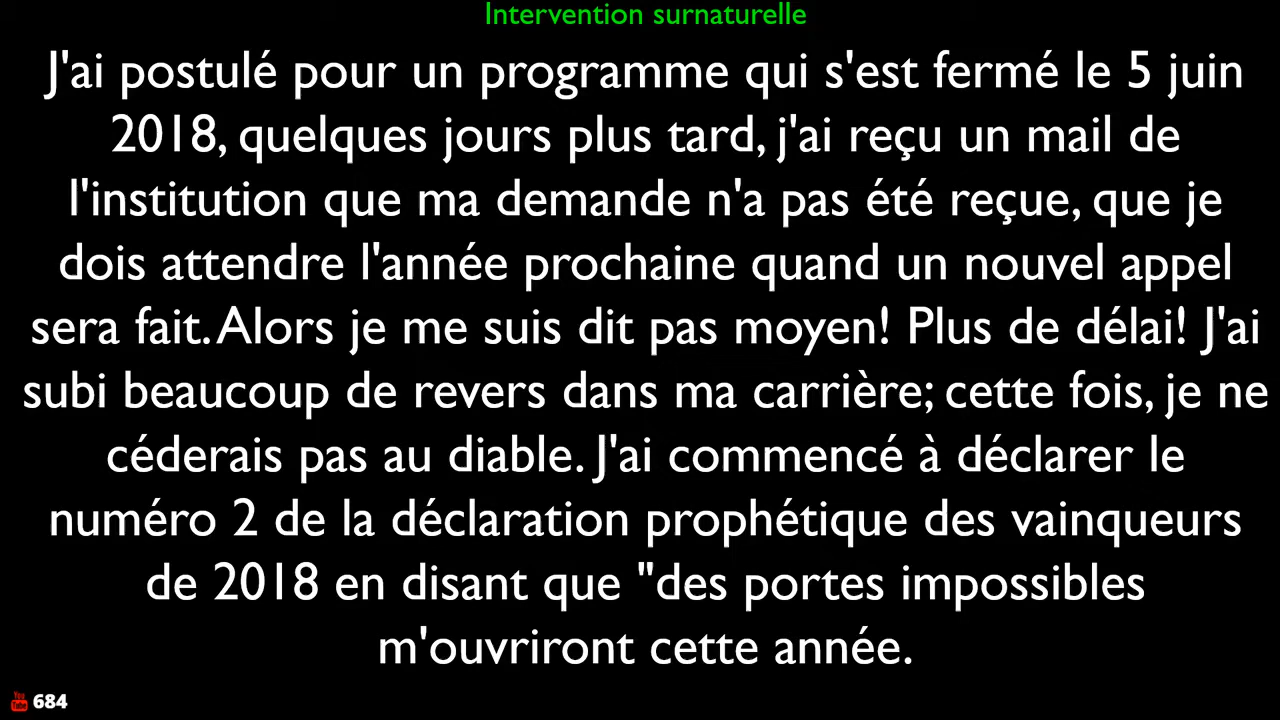 Intervention surnaturelle
J'ai postulé pour un programme qui s'est fermé le 5 juin
2018, quelques jours plus tard, j'ai reçu un mail de
l'institution que ma demande n'a pas été reçue, que je
dois attendre l'année prochaine quand un nouvel appel
sera fait. Alors je me suis dit pas moyen! Plus de délai! J'ai
subi beaucoup de revers dans ma carrière; cette fois, je ne
céderais pas au diable. J'ai commencé à déclarer le
numéro 2 de la déclaration prophétique des vainqueurs
de 2018 en disant que "des portes impossibles
m'ouvriront cette année.
You Tube 684